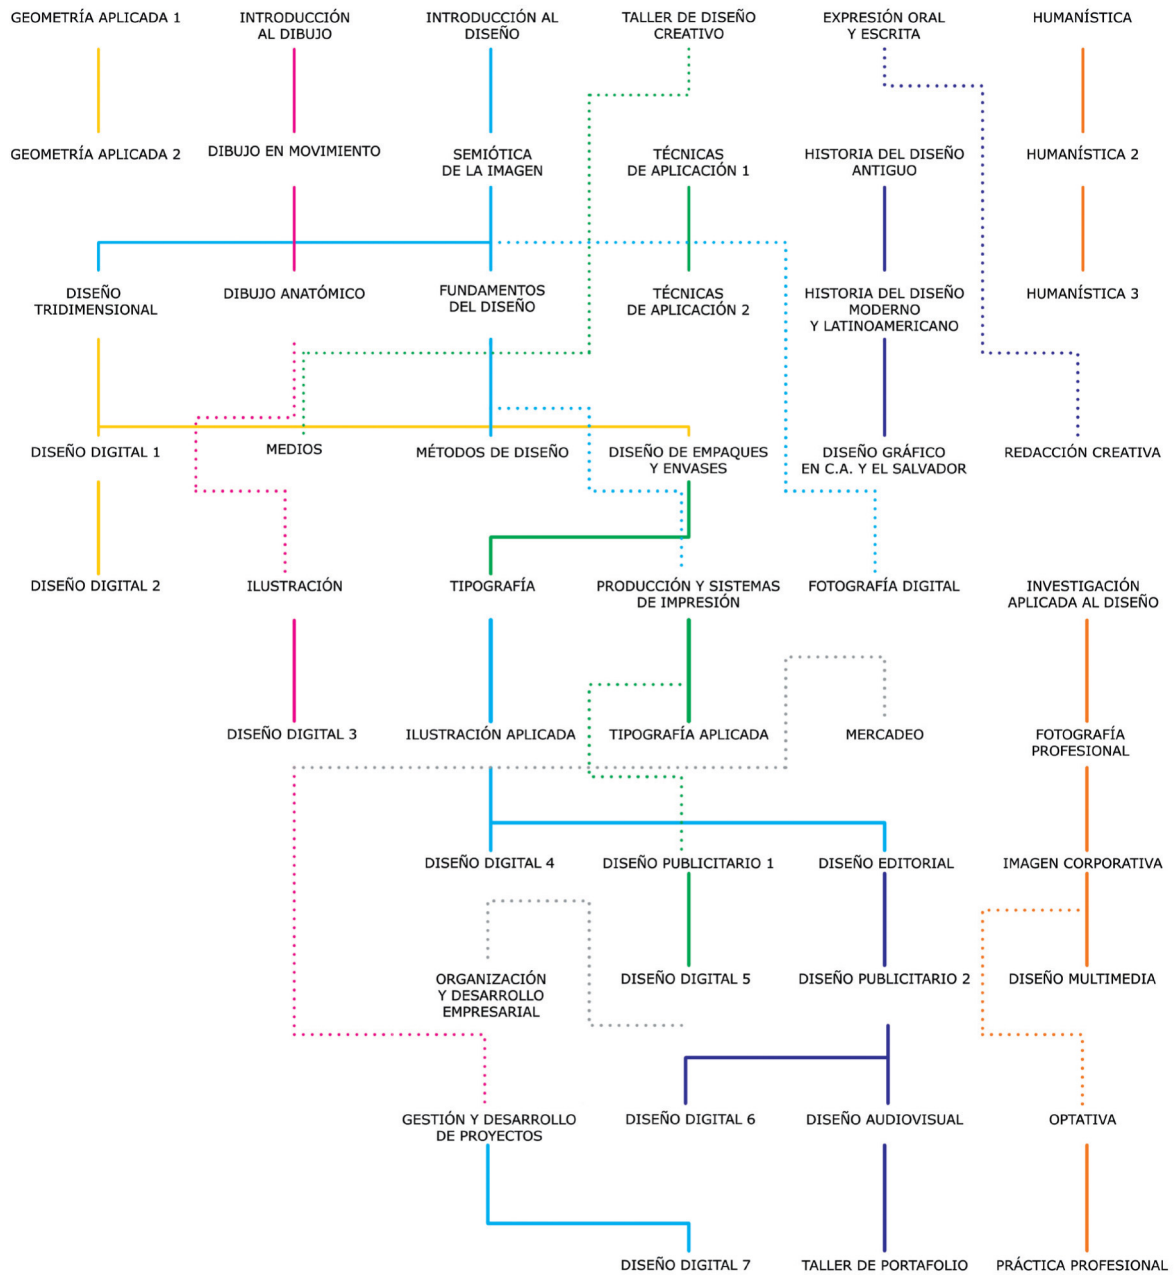 GEOMETRÍA APLICADA 1
INTRODUCCIÓN
AL DIBUJO
INTRODUCCIÓN AL
DISEÑO
TALLER DE DISEÑO
CREATIVO
EXPRESIÓN ORAL
Y ESCRITA
HUMANÍSTICA
GEOMETRÍA APLICADA 2
DIBUJO EN MOVIMIENTO
SEMIÓTICA
DE LA IMAGEN
TÉCNICAS
DE APLICACIÓN 1
HISTORIA DEL DISEÑO
ANTIGUO
HUMANÍSTICA 2
DISEÑO
TRIDIMENSIONAL
DIBUJO ANATÓMICO
FUNDAMENTOS
DEL DISEÑO
TÉCNICAS
DE APLICACIÓN 2
HISTORIA DEL DISEÑO
MODERNO
Y LATINOAMERICANO
HUMANÍSTICA 3
DISEÑO DIGITAL 1
MEDIOS
MÉTODOS DE DISEÑO
DISEÑO DE EMPAQUES
Y ENVASES
DISEÑO GRÁFICO
EN C.A. Y EL SALVADOR
REDACCIÓN CREATIVA
DISEÑO DIGITAL 2
ILUSTRACIÓN
TIPOGRAFÍA
PRODUCCIÓN Y SISTEMAS
DE IMPRESIÓN
FOTOGRAFÍA DIGITAL
INVESTIGACIÓN
APLICADA AL DISEÑO
DISEÑO DIGITAL 3
ILUSTRACIÓN APLICADA
TIPOGRAFÍA APLICADA
MERCADEO
FOTOGRAFÍA
PROFESIONAL
DISEÑO DIGITAL 4
DISEÑO PUBLICITARIO 1
DISEÑO EDITORIAL
IMAGEN CORPORATIVA
ORGANIZACIÓN
Y DESARROLLO
EMPRESARIAL
DISEÑO DIGITAL 5
DISEÑO PUBLICITARIO 2
DISEÑO MULTIMEDIA
GESTIÓN Y DESARROLLO
DE PROYECTOS
DISEÑO DIGITAL 6
DISEÑO AUDIOVISUAL
OPTATIVA
DISEÑO DIGITAL 7
TALLER DE PORTAFOLIO
PRÁCTICA PROFESIONAL